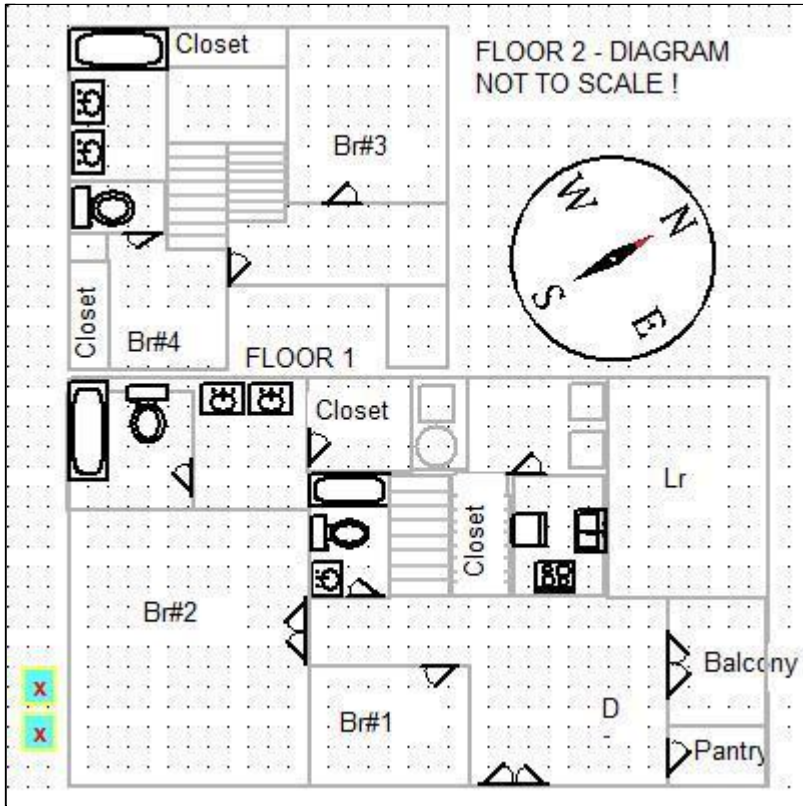 Closet
FLOOR 2 - DIAGRAM
NOT TO SCALE !
Br#3
W
N
S
E
Closet
Br#4
FLOOR 1
Closet
Lr
Closet
Br#2
Balcony
x
x
Br#1
D
Pantry